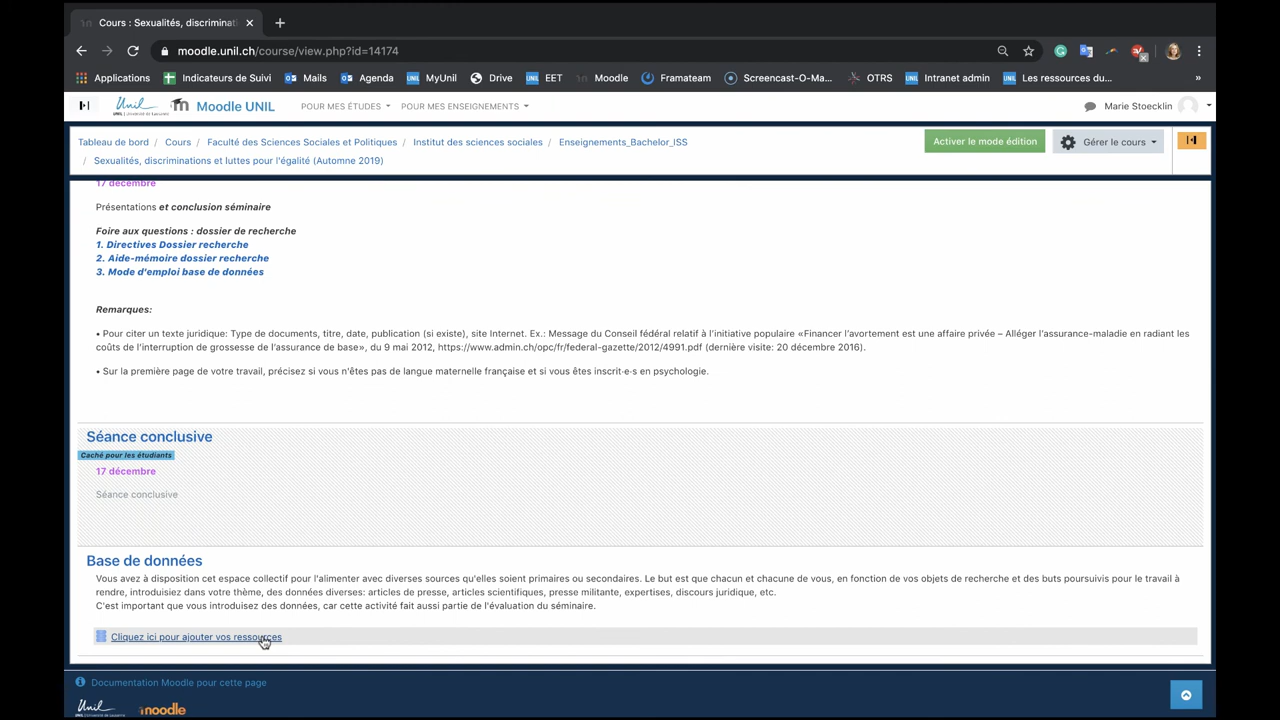 Cours : Sexualités, discriminati
moodle.unil.ch/course/view.php?id=14174
Applications Indicateurs de Suivi Mails Agenda MyUnil Drive EET Moodle Framateam Screencast-O-Ma... OTRS Intranet admin Les ressources du... »
Unil Moodle UNIL POUR MES ÉTUDES POUR MES ENSEIGNEMENTS Marie Stoecklin
Tableau de bord / Cours / Faculté des Sciences Sociales et Politiques / Institut des sciences sociales / Enseignements_Bachelor_ISS
/ Sexualités, discriminations et luttes pour l'égalité (Automne 2019)
Activer le mode édition Gérer le cours
17 décembre
Présentations et conclusion séminaire
Foire aux questions : dossier de recherche
1. Directives Dossier recherche
2. Aide-mémoire dossier recherche
3. Mode d'emploi base de données
Remarques:
• Pour citer un texte juridique: Type de documents, titre, date, publication (si existe), site Internet. Ex.: Message du Conseil fédéral relatif à l'initiative populaire «Financer l'avortement est une affaire privée – Alléger l'assurance-maladie en radiant les
coûts de l'interruption de grossesse de l'assurance de base», du 9 mai 2012, https://www.admin.ch/opc/fr/federal-gazette/2012/4991.pdf (dernière visite: 20 décembre 2016).
• Sur la première page de votre travail, précisez si vous n'êtes pas de langue maternelle française et si vous êtes inscrit·e·s en psychologie.
Séance conclusive
Caché pour les étudiants
17 décembre
Séance conclusive
Base de données
Vous avez à disposition cet espace collectif pour l'alimenter avec diverses sources qu'elles soient primaires ou secondaires. Le but est que chacun et chacune de vous, en fonction de vos objets de recherche et des buts poursuivis pour le travail à
rendre, introduisiez dans votre thème, des données diverses: articles de presse, articles scientifiques, presse militante, expertises, discours juridique, etc.
C'est important que vous introduisez des données, car cette activité fait aussi partie de l'évaluation du séminaire.
Cliquez ici pour ajouter vos ressources
Documentation Moodle pour cette page
Unil moodle